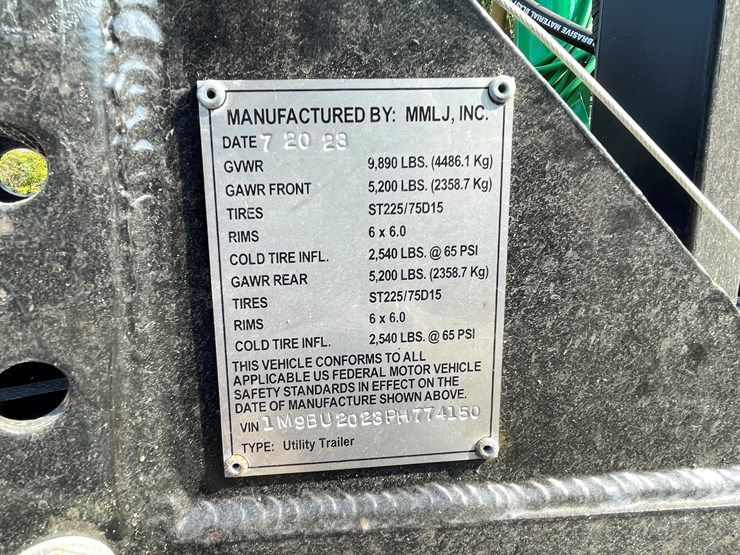 BRASIVE MATERIAL BLAST
MANUFACTURED BY: MMLJ, INC.
DATE 7 20 23
GVWR 9,890 LBS. (4486.1 Kg)
GAWR FRONT 5,200 LBS. (2358.7 Kg)
TIRES ST225/75D15
RIMS 6 x 6.0
COLD TIRE INFL. 2,540 LBS. @ 65 PSI
GAWR REAR 5,200 LBS. (2358.7 Kg)
TIRES ST225/75D15
RIMS 6 x 6.0
COLD TIRE INFL. 2,540 LBS. @ 65 PSI
THIS VEHICLE CONFORMS TO ALL
APPLICABLE US FEDERAL MOTOR VEHICLE
SAFETY STANDARDS IN EFFECT ON THE
DATE OF MANUFACTURE SHOWN ABOVE.
VIN 1M9BU2023PH774150
TYPE: Utility Trailer